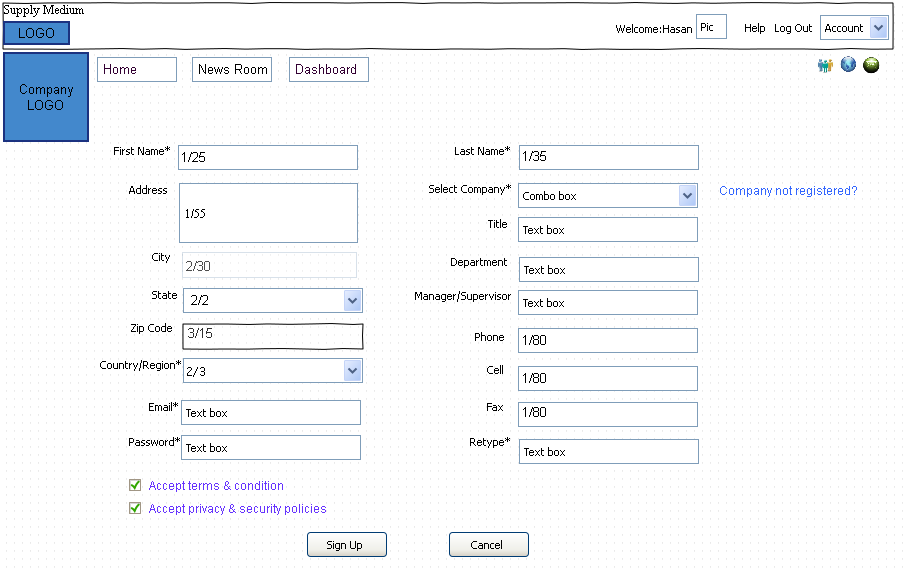 Supply Medium
LOGO
Welcome:Hasan Pic Help Log Out Account
Company
LOGO
Home News Room Dashboard
First Name* 1/25 Last Name* 1/35
Address 1/55 Select Company* Combo box Company not registered?
Title Text box
City 2/30 Department Text box
State 2/2 Manager/Supervisor Text box
Zip Code 3/15 Phone 1/80
Country/Region* 2/3 Cell 1/80
Email* Text box Fax 1/80
Password* Text box Retype* Text box
Accept terms & condition
Accept privacy & security policies
Sign Up Cancel